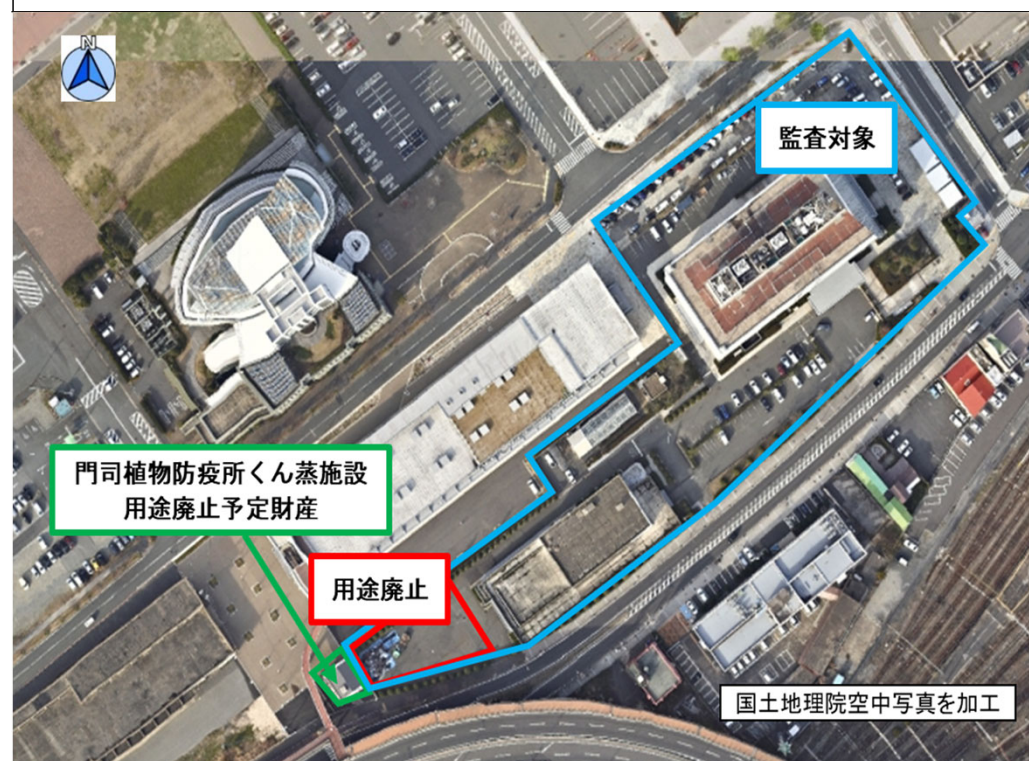 N
監査対象
門司植物防疫所くん蒸施設
用途廃止予定財産
用途廃止
国土地理院空中写真を加工